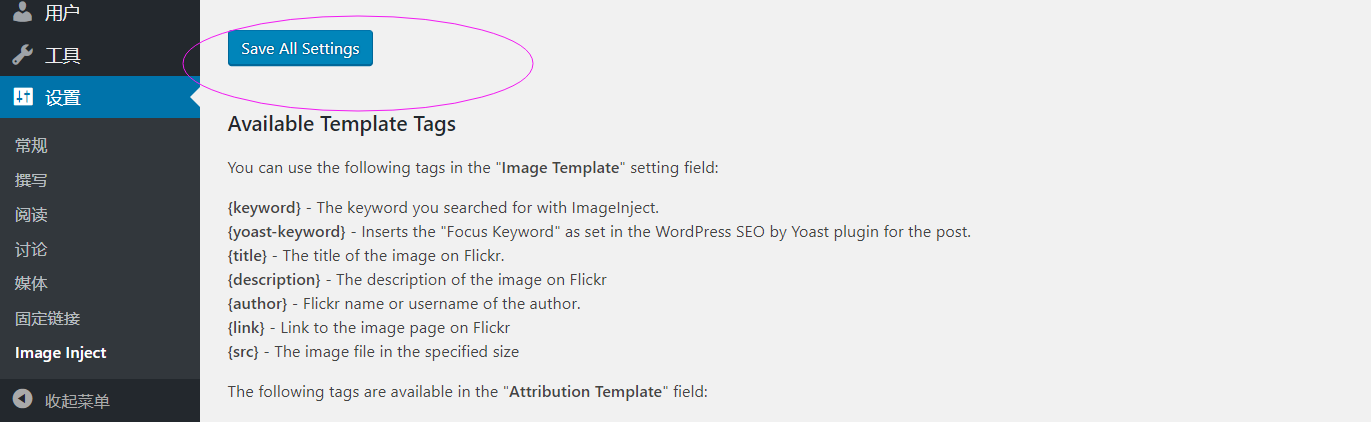 用户
工具
设置
常规
撰写
阅读
讨论
媒体
固定链接
Image Inject
收起菜单
Save All Settings
Available Template Tags
You can use the following tags in the "Image Template" setting field:
{keyword} - The keyword you searched for with ImageInject.
{yoast-keyword} - Inserts the "Focus Keyword" as set in the WordPress SEO by Yoast plugin for the post.
{title} - The title of the image on Flickr.
{description} - The description of the image on Flickr
{author} - Flickr name or username of the author.
{link} - Link to the image page on Flickr
{src} - The image file in the specified size
The following tags are available in the "Attribution Template" field: